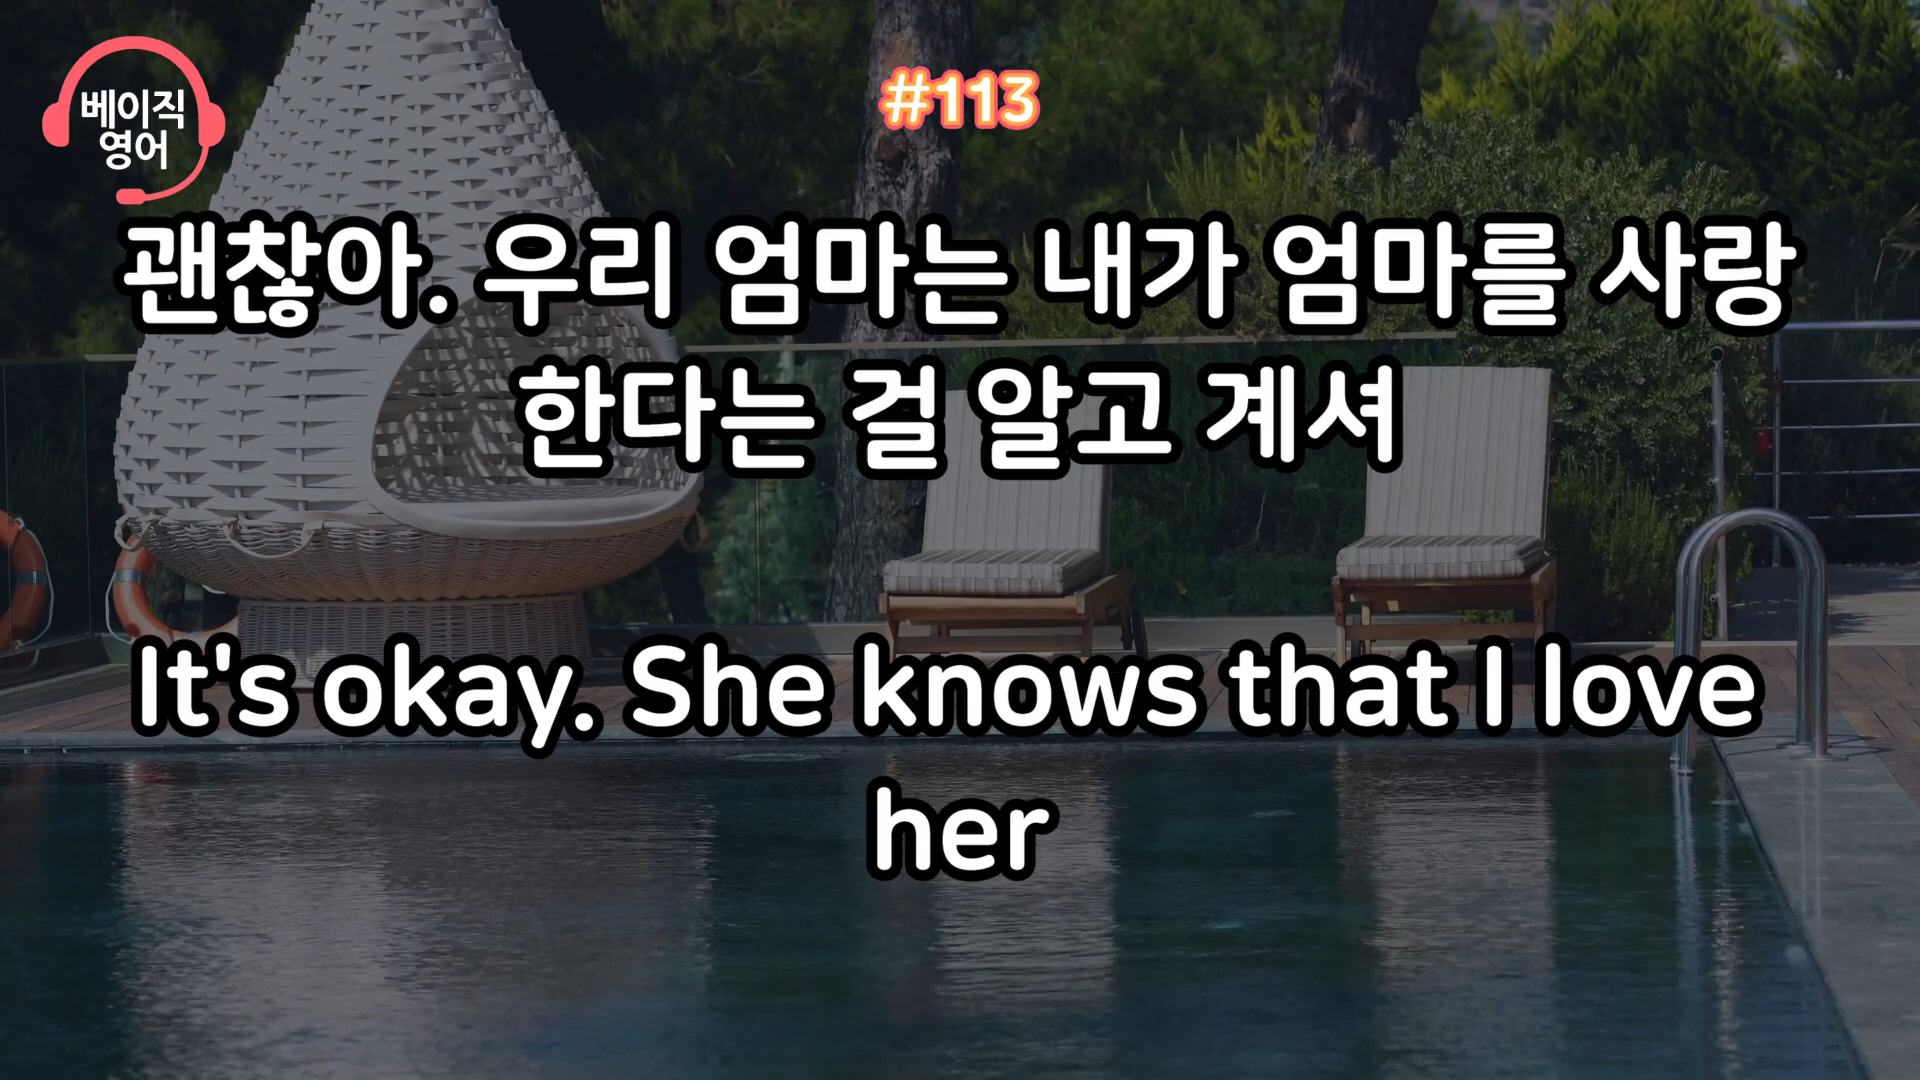 베이직
영어
#113
괜찮아. 우리 엄마는 내가 엄마를 사랑
한다는 걸 알고 계셔
It's okay. She knows that I love
her